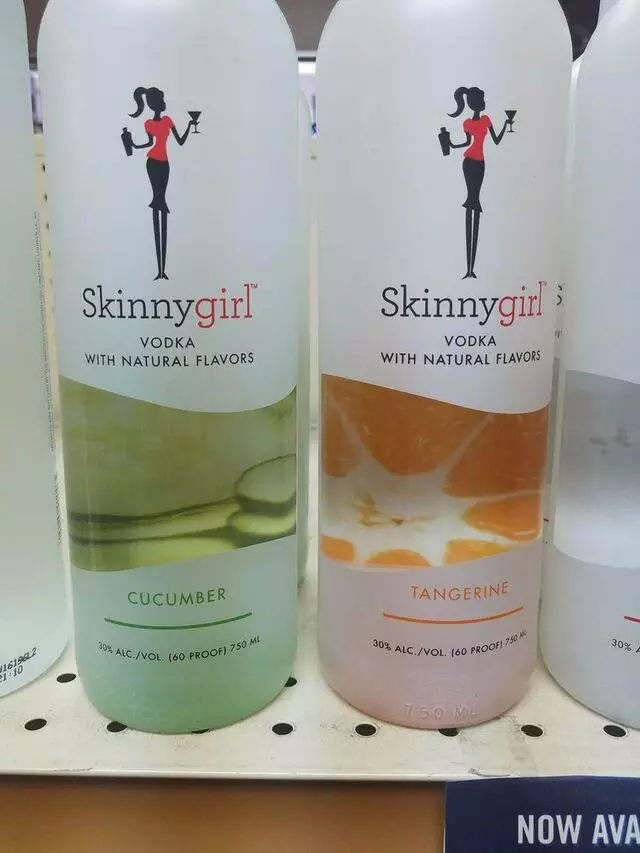 Skinnygirl™
VODKA
WITH NATURAL FLAVORS
CUCUMBER
30% ALC./VOL. (60 PROOF) 750 ML
Skinnygirl™
VODKA
WITH NATURAL FLAVORS
TANGERINE
30% ALC./VOL. (60 PROOF) 750 ML
750 ML
30%
NOW AVA